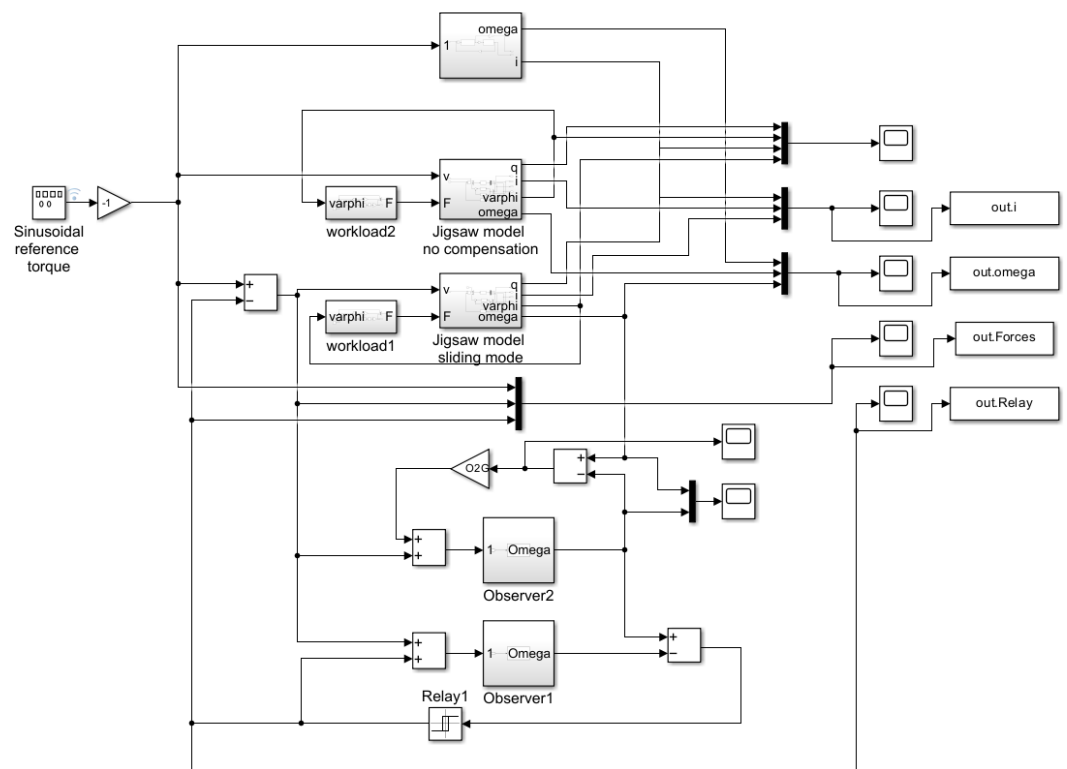 omega
1
i
q
v
i
-1
varphi
F
F
varphi
omega
Sinusoidal
reference
torque
workload2
Jigsaw model
no compensation
out.i
+
−
v
q
i
varphi
F
F
varphi
omega
workload1
Jigsaw model
sliding mode
out.omega
out.Forces
out.Relay
O2G
+
−
+
+
1
Omega
Observer2
+
+
1
Omega
Observer1
+
−
Relay1